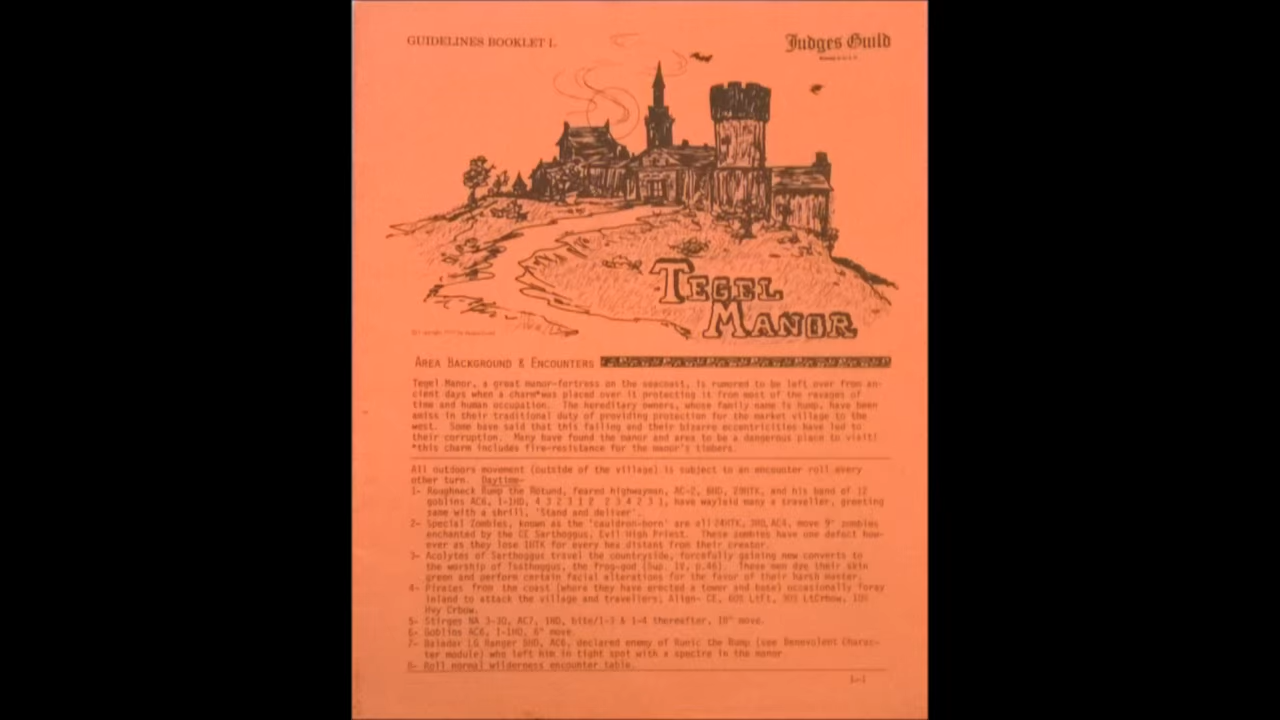 GUIDELINES BOOKLET I.
Judges Guild
TEGEL
MANOR
AREA BACKGROUND & ENCOUNTERS
Tegel Manor, a great manor-fortress on the seacoast, is rumored to be left over from an-
cient days when a charm*was placed over it protecting it from most of the ravages of
time and human occupation. The hereditary owners, whose family name is Rump, have been
amiss in their traditional duty of providing protection for the market village to the
west. Some have said that this failing and their bizarre eccentricities have led to
their corruption. Many have found the manor and area to be a dangerous place to visit!
*this charm includes fire-resistance for the manor's timbers.
All outdoors movement (outside of the village) is subject to an encounter roll every
other turn. Daytime-
1- Roughneck Rump the Rotund, feared highwayman, AC-2, 6HD, 29HTK, and his band of 12
goblins AC6, 1-1HD, 4 3 2 3 1 2 2 3 4 2 3 1, have waylaid many a traveller, greeting
same with a shrill, 'Stand and deliver'.
2- Special Zombies, known as the 'cauldron-born' are all 24HTK, 3HD, AC4, move 9" zombies
enchanted by the CE Sarthoggus, Evil High Priest. These zombies have one defect how-
ever as they lose 1HTK for every hex distant from their creator.
3- Acolytes of Sarthoggus travel the countryside, forcefully gaining new converts to
the worship of Tsathoggus, the frog-god (Sup. IV, p.46). These men dye their skin
green and perform certain facial alterations for the favor of their harsh master.
4- Pirates from the coast (where they have erected a tower and base) occasionally foray
inland to attack the village and travellers; Align- CE, 60% LtFt, 30% LtCrbow, 10%
Hvy Crbow.
5- Stirges NA 3-30, AC7, 1HD, bite/1-3 & 1-4 thereafter, 18" move.
6- Goblins AC6, 1-1HD, 6" move.
7- LG Ranger 5HD, AC6, declared enemy of Runic the Rump (see Benevolent Charac-
ter module) who left him in tight spot with a spectre in the manor.
8- Roll normal wilderness encounter table.